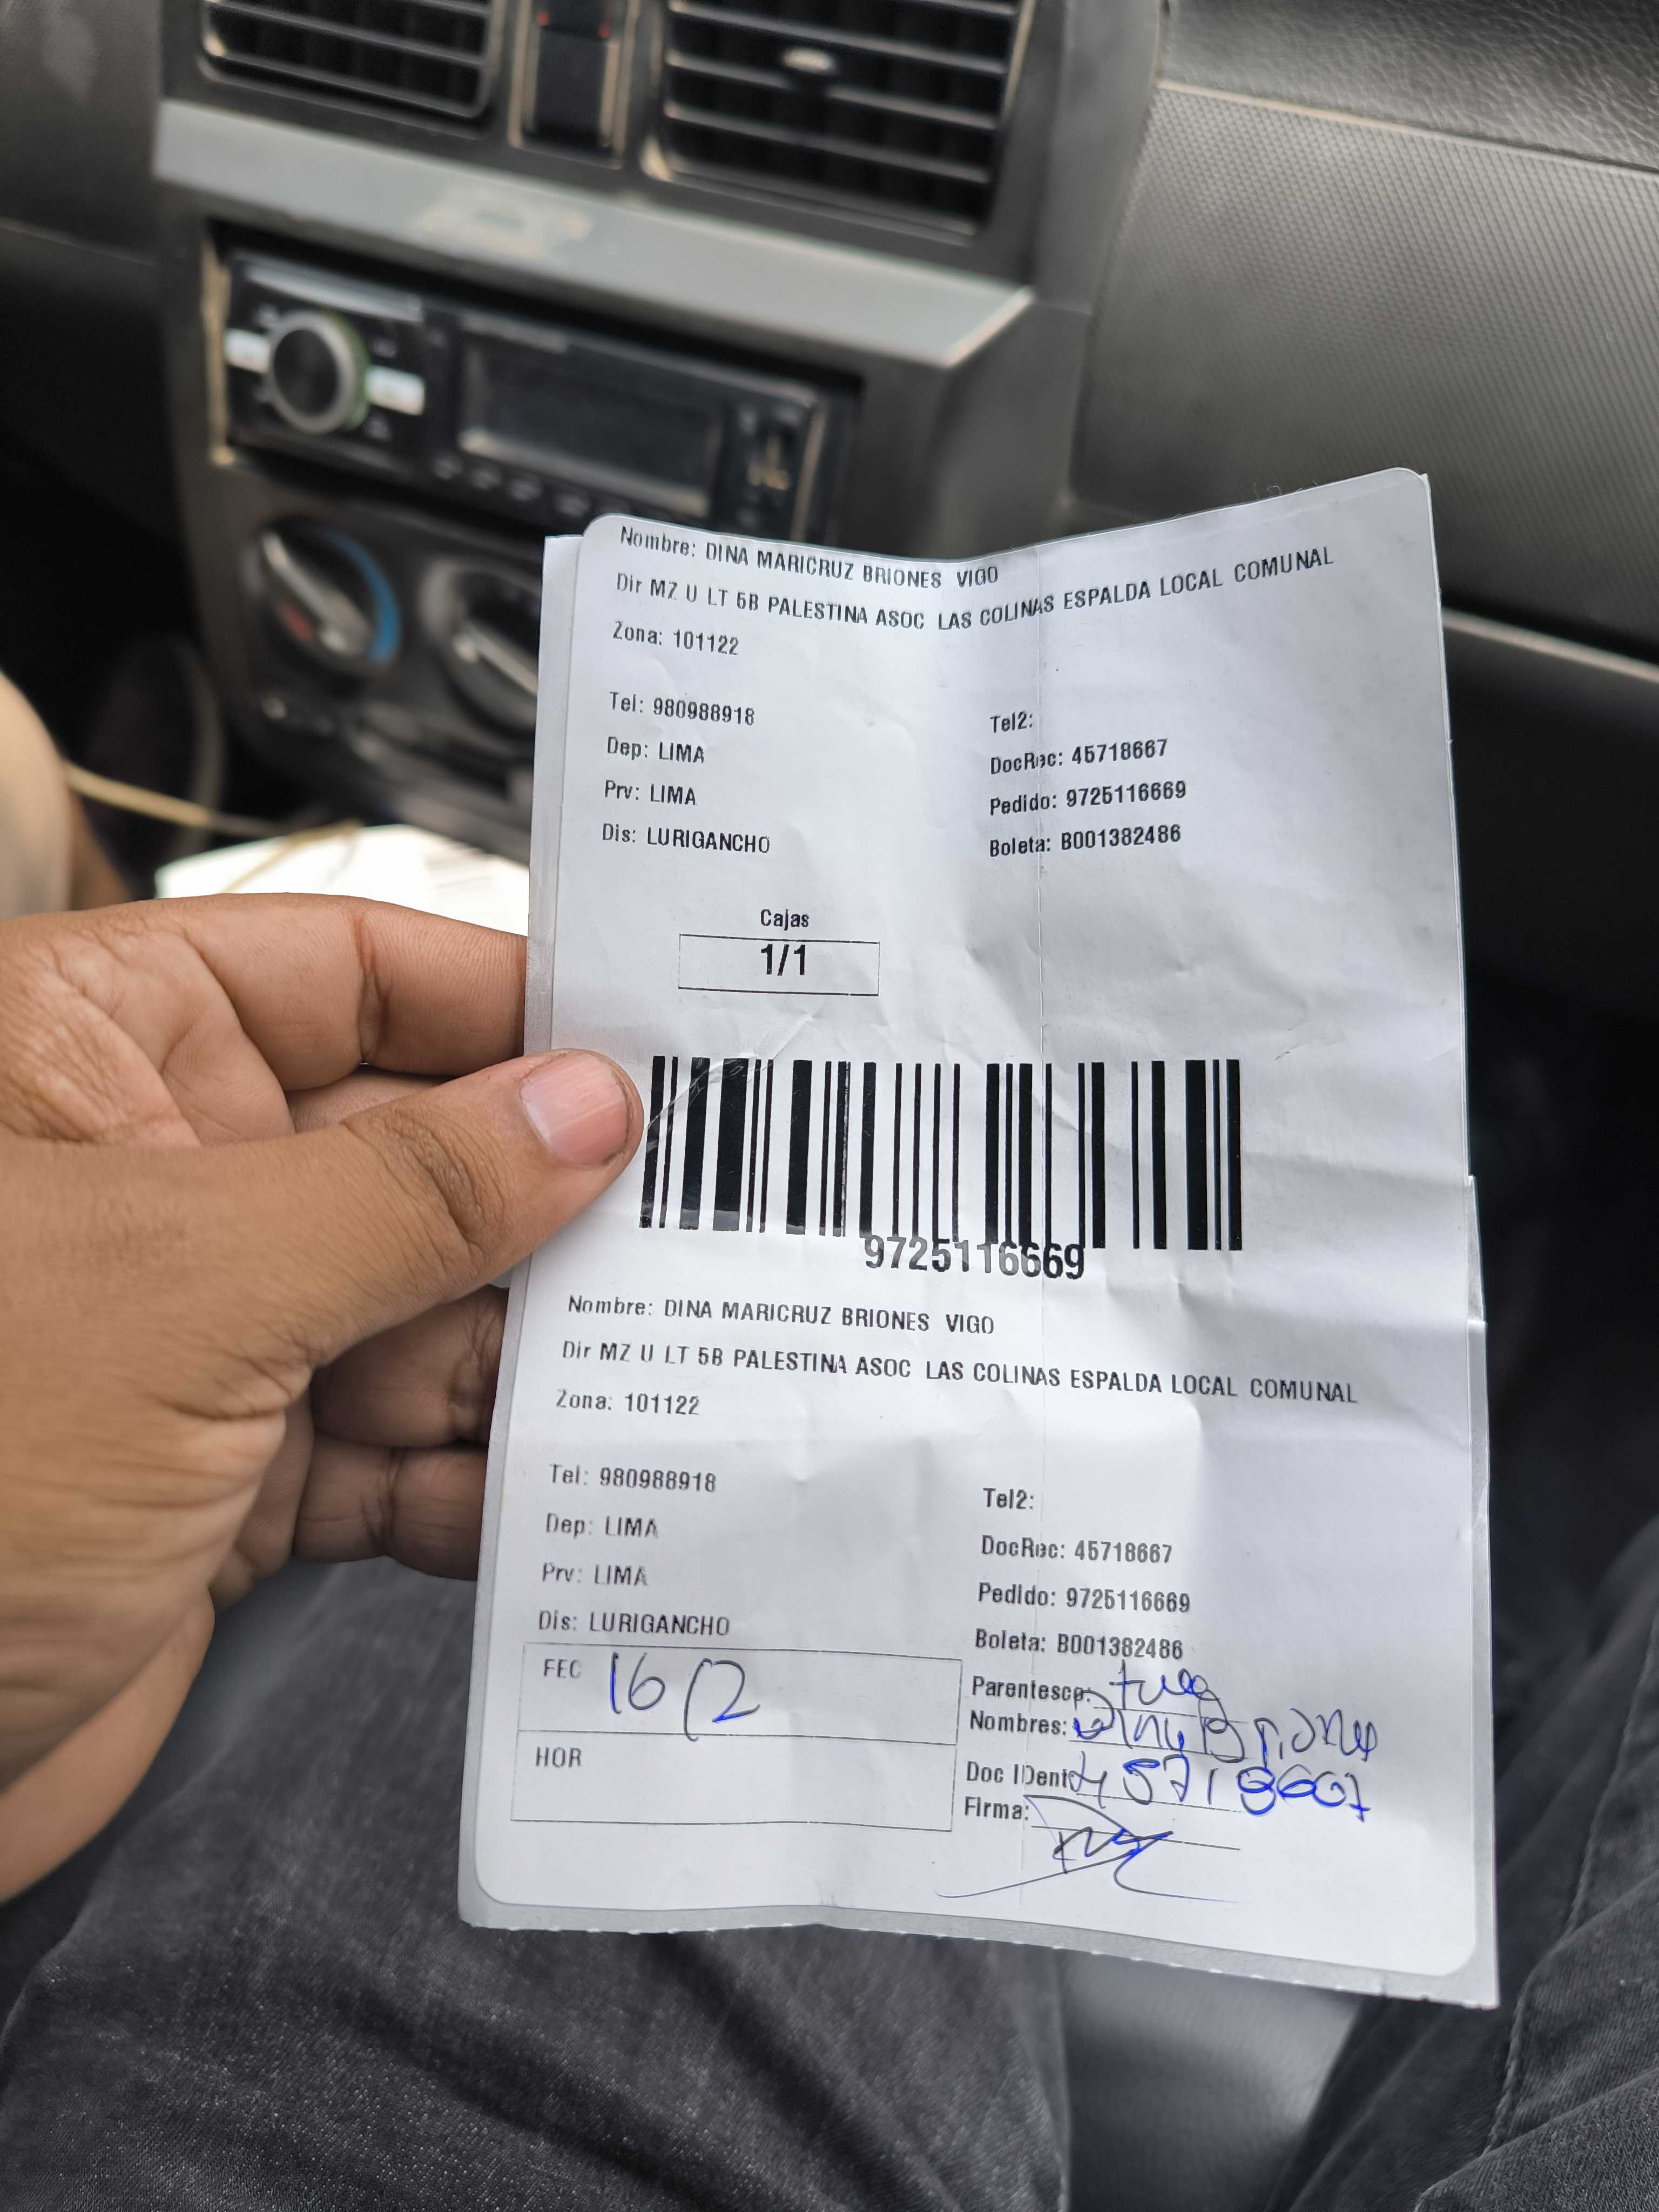 Nombre: DINA MARICRUZ BRIONES VIGO
Dir MZ U LT 5B PALESTINA ASOC LAS COLINAS ESPALDA LOCAL COMUNAL
Zona: 101122
Tel: 980988918
Tel2:
Dep: LIMA
DocRec: 45718667
Prv: LIMA
Pedido: 9725116669
Dis: LURIGANCHO
Boleta: B001382486
Cajas
1/1
9725116669
Nombre: DINA MARICRUZ BRIONES VIGO
Dir MZ U LT 5B PALESTINA ASOC LAS COLINAS ESPALDA LOCAL COMUNAL
Zona: 101122
Tel: 980988918
Tel2:
Dep: LIMA
DocRec: 45718667
Prv: LIMA
Pedido: 9725116669
Dis: LURIGANCHO
Boleta: B001382486
FEC 16/2
Parentesco:
Nombres: Dina Briones
HOR
Doc IDent: 45718667
Firma: